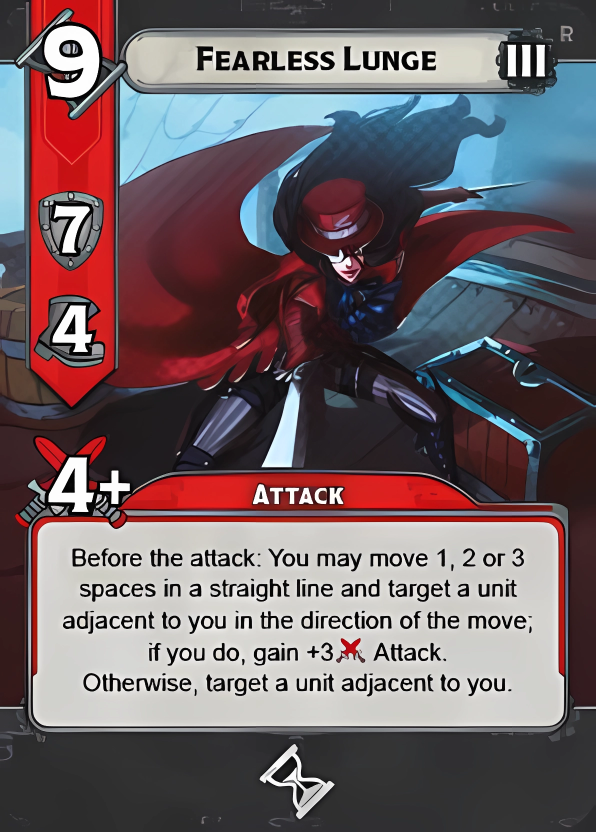 9
FEARLESS LUNGE
III
R
7
4
4+
ATTACK
Before the attack: You may move 1, 2 or 3
spaces in a straight line and target a unit
adjacent to you in the direction of the move;
if you do, gain +3 Attack.
Otherwise, target a unit adjacent to you.